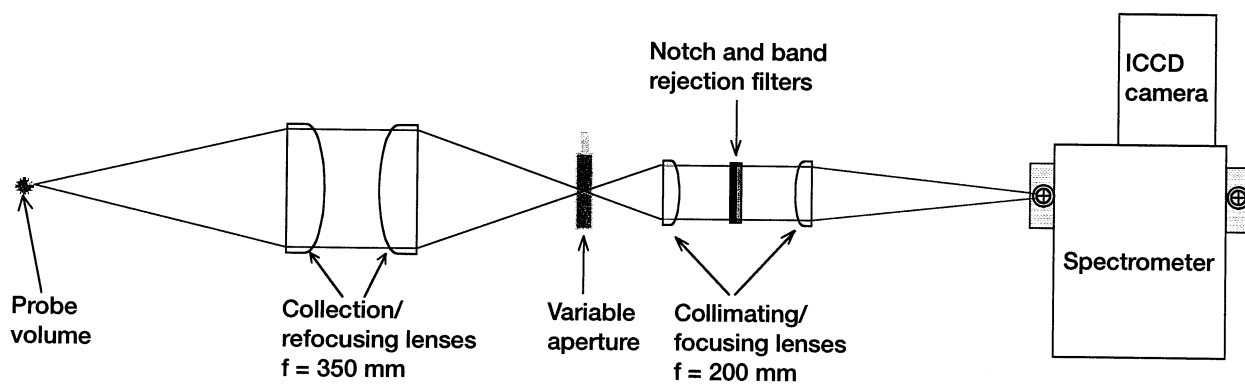 Notch and band
rejection filters
ICCD
camera
Spectrometer
Probe
volume
Collection/
refocusing lenses
f = 350 mm
Variable
aperture
Collimating/
focusing lenses
f = 200 mm